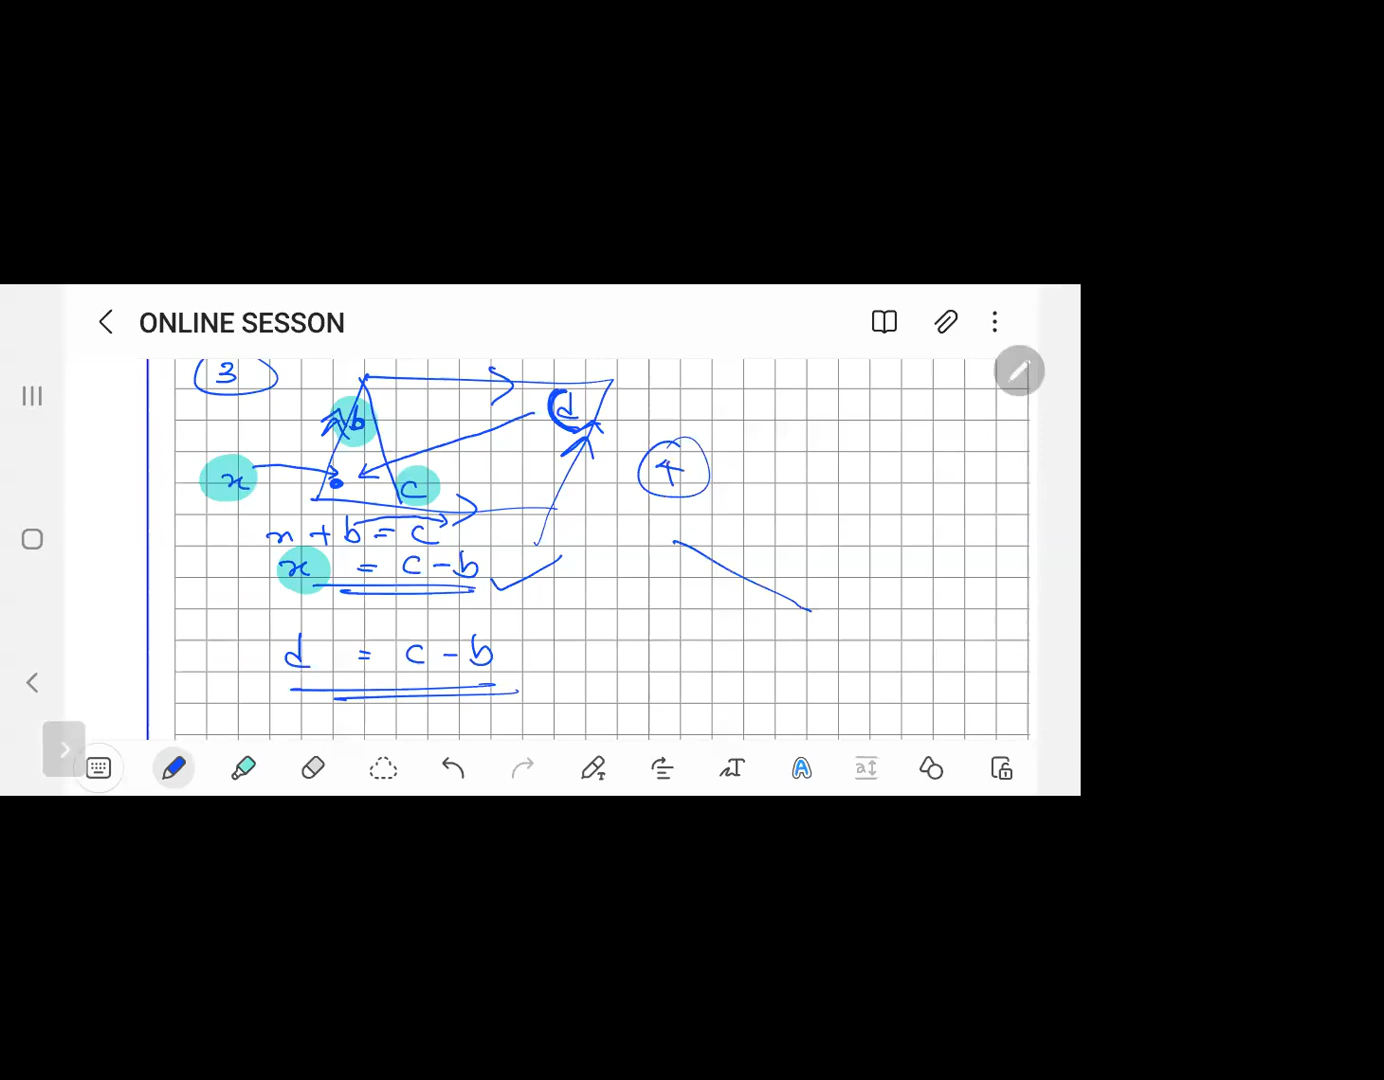 ONLINE SESSON
3
b
d
x
c
4
x + b = c
x = c - b
d = c - b